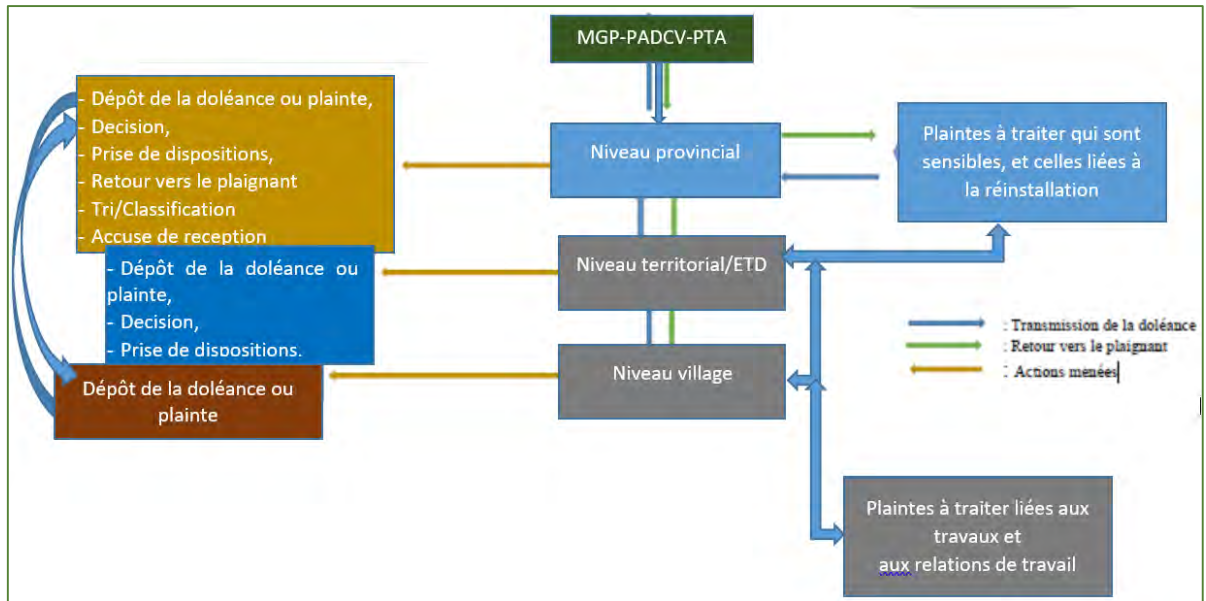 MGP-PADCV-PTA
- Dépôt de la doléance ou plainte,
- Decision,
- Prise de dispositions,
- Retour vers le plaignant
- Tri/Classification
- Accuse de reception
Niveau provincial
Plaintes à traiter qui sont
sensibles, et celles liées à
la réinstallation
- Dépôt de la doléance ou
plainte,
- Decision,
- Prise de dispositions.
Niveau territorial/ETD
: Transmission de la doléance
: Retour vers le plaignant
: Actions menées
Dépôt de la doléance ou
plainte
Niveau village
Plaintes à traiter liées aux
travaux et
aux relations de travail